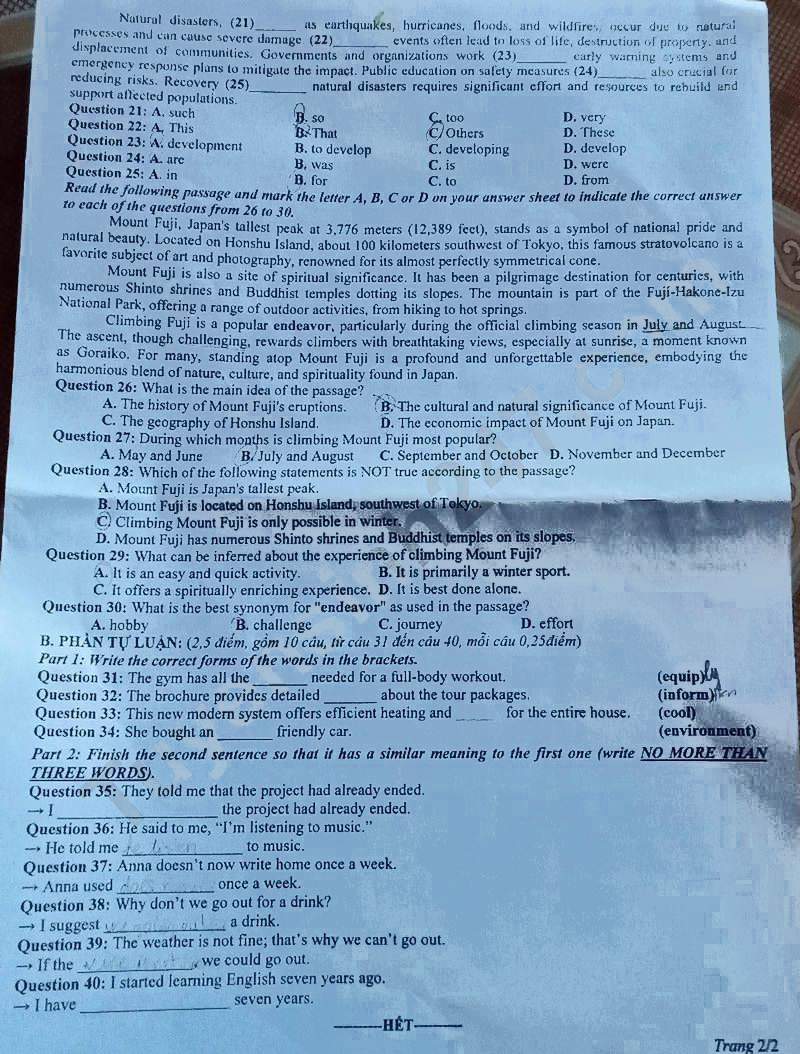 Natural disasters, (21)______ as earthquakes, hurricanes, floods, and wildfires, occur due to natural
processes and can cause severe damage (22)________ events often lead to loss of life, destruction of property, and
displacement of communities. Governments and organizations work (23)_______ early warning systems and
emergency response plans to mitigate the impact. Public education on safety measures (24)_______ also crucial for
reducing risks. Recovery (25)________ natural disasters requires significant effort and resources to rebuild and
support affected populations.
Question 21: A. such B. so C. too D. very
Question 22: A. This B. That C. Others D. These
Question 23: A. development B. to develop C. developing D. develop
Question 24: A. are B. was C. is D. were
Question 25: A. in B. for C. to D. from
Read the following passage and mark the letter A, B, C or D on your answer sheet to indicate the correct answer
to each of the questions from 26 to 30.
Mount Fuji, Japan's tallest peak at 3,776 meters (12,389 feet), stands as a symbol of national pride and
natural beauty. Located on Honshu Island, about 100 kilometers southwest of Tokyo, this famous stratovolcano is a
favorite subject of art and photography, renowned for its almost perfectly symmetrical cone.
Mount Fuji is also a site of spiritual significance. It has been a pilgrimage destination for centuries, with
numerous Shinto shrines and Buddhist temples dotting its slopes. The mountain is part of the Fuji-Hakone-Izu
National Park, offering a range of outdoor activities, from hiking to hot springs.
Climbing Fuji is a popular endeavor, particularly during the official climbing season in July and August.
The ascent, though challenging, rewards climbers with breathtaking views, especially at sunrise, a moment known
as Goraiko. For many, standing atop Mount Fuji is a profound and unforgettable experience, embodying the
harmonious blend of nature, culture, and spirituality found in Japan.
Question 26: What is the main idea of the passage?
A. The history of Mount Fuji's eruptions. B. The cultural and natural significance of Mount Fuji.
C. The geography of Honshu Island. D. The economic impact of Mount Fuji on Japan.
Question 27: During which months is climbing Mount Fuji most popular?
A. May and June B. July and August C. September and October D. November and December
Question 28: Which of the following statements is NOT true according to the passage?
A. Mount Fuji is Japan's tallest peak.
B. Mount Fuji is located on Honshu Island, southwest of Tokyo.
C. Climbing Mount Fuji is only possible in winter.
D. Mount Fuji has numerous Shinto shrines and Buddhist temples on its slopes.
Question 29: What can be inferred about the experience of climbing Mount Fuji?
A. It is an easy and quick activity. B. It is primarily a winter sport.
C. It offers a spiritually enriching experience. D. It is best done alone.
Question 30: What is the best synonym for "endeavor" as used in the passage?
A. hobby B. challenge C. journey D. effort
B. PHẦN TỰ LUẬN: (2,5 điểm, gồm 10 câu, từ câu 31 đến câu 40, mỗi câu 0,25điểm)
Part 1: Write the correct forms of the words in the brackets.
Question 31: The gym has all the _______ needed for a full-body workout. (equip)
Question 32: The brochure provides detailed _______ about the tour packages. (inform)
Question 33: This new modern system offers efficient heating and _____ for the entire house. (cool)
Question 34: She bought an _______ friendly car. (environment)
Part 2: Finish the second sentence so that it has a similar meaning to the first one (write NO MORE THAN
THREE WORDS).
Question 35: They told me that the project had already ended.
→ I____________________ the project had already ended.
Question 36: He said to me, “I’m listening to music.”
→ He told me _______________ to music.
Question 37: Anna doesn’t now write home once a week.
→ Anna used ____________ once a week.
Question 38: Why don’t we go out for a drink?
→ I suggest _______________ a drink.
Question 39: The weather is not fine; that’s why we can’t go out.
→ If the _______________, we could go out.
Question 40: I started learning English seven years ago.
→ I have ___________________ seven years.
HẾT
Trang 2/2